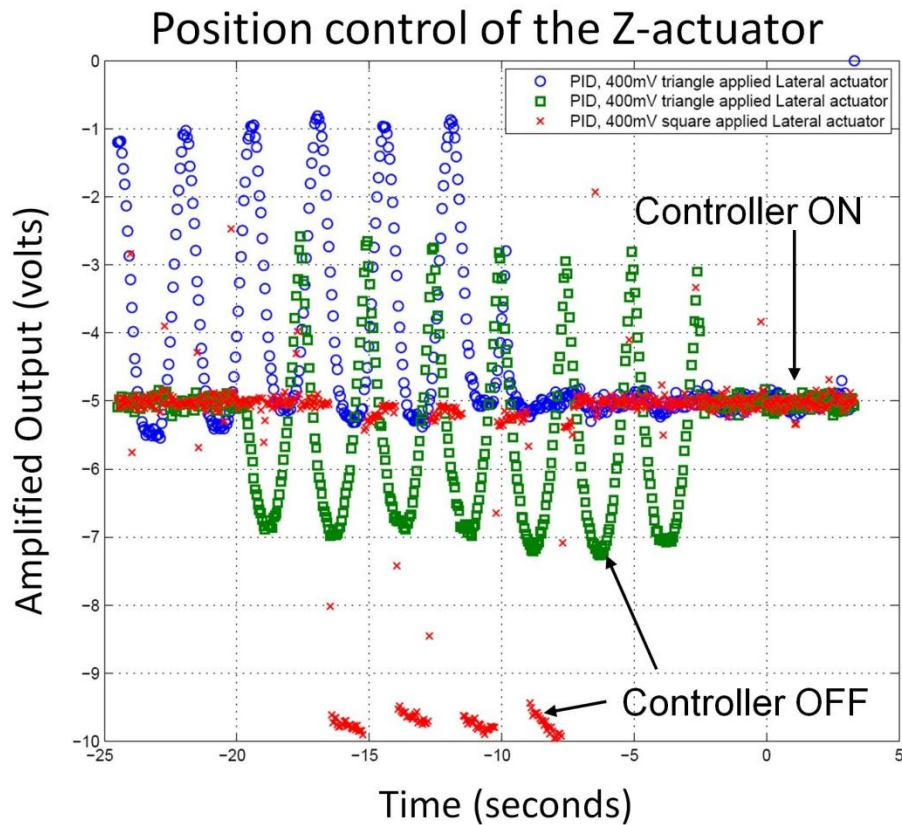 Position control of the Z-actuator
PID, 400mV triangle applied Lateral actuator
PID, 400mV triangle applied Lateral actuator
PID, 400mV square applied Lateral actuator
Controller ON
Controller OFF
Amplified Output (volts)
0
−1
−2
−3
−4
−5
−6
−7
−8
−9
−10
−25
−20
−15
−10
−5
0
5
Time (seconds)